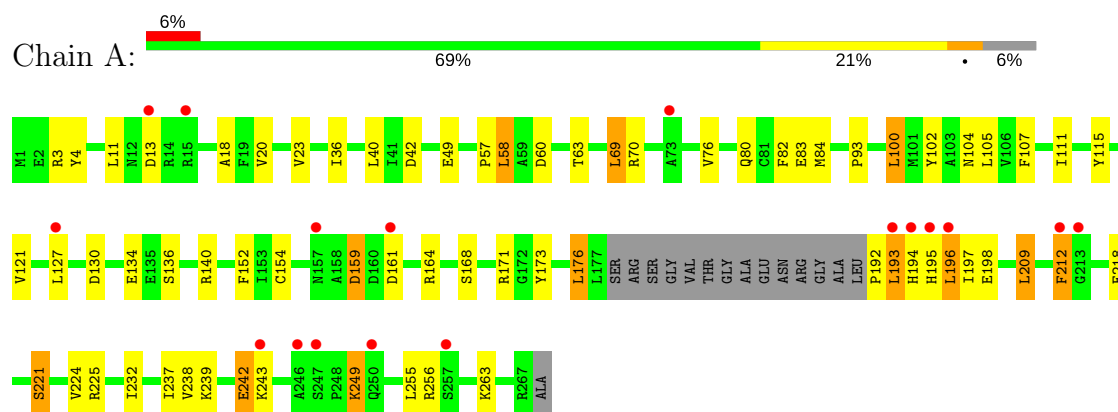 6%
Chain A:
69% 21% • 6%
M1 E2 R3 Y4 L11 N12 D13 R14 R15 A18 F19 V20 V23 I36 L40 I41 D42 E49 P57 L58 A59 D60 T63 L69 R70 A73 V76 Q80 C81 F82 E83 M84 P93 L100 M101 Y102 A103 N104 L105 V106 F107 I111 Y115
V121 L127 D130 E134 E135 S136 R140 F152 I153 C154 N157 A158 D159 D160 D161 R164 S168 R171 G172 Y173 L176 L177 SER ARG SER GLY VAL THR GLY ALA GLU ASN ARG GLY ALA LEU P192 L193 H194 H195 L196 I197 E198 L209 F212 G213
S221 V224 R225 I232 I237 V238 K239 E242 K243 A246 S247 P248 K249 Q250 L255 R256 S257 K263 R267 ALA